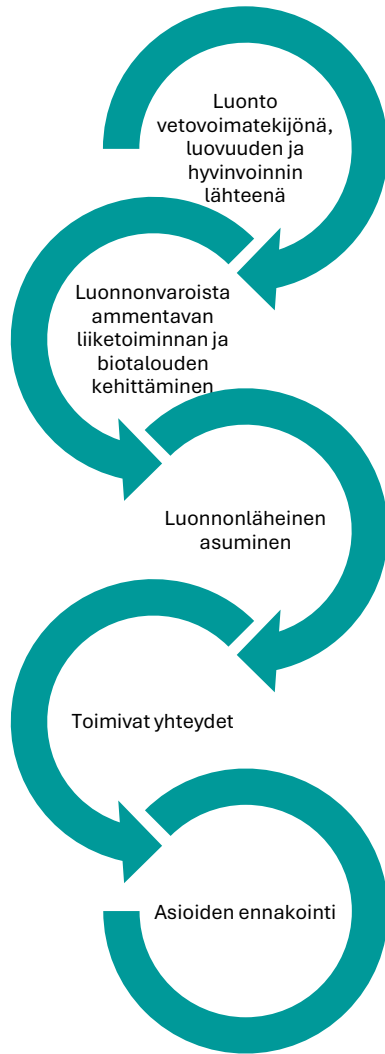 Luonto
vetovoimatekijönä,
luovuuden ja
hyvinvoinnin
lähteenä
Luonnonvaroista
ammentavan
liiketoiminnan ja
biotalouden
kehittäminen
Luonnonläheinen
asuminen
Toimivat yhteydet
Asioiden ennakointi